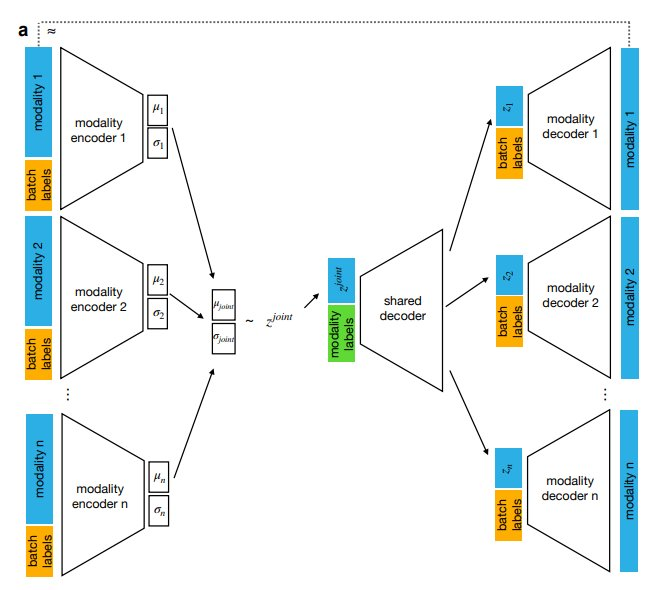 a
≈
modality 1
batch
labels
modality
encoder 1
μ1
σ1
z1
batch
labels
modality
decoder 1
modality 1
modality 2
batch
labels
modality
encoder 2
μ2
σ2
μjoint
σjoint
~ zjoint
zjoint
modality
labels
shared
decoder
z2
batch
labels
modality
decoder 2
modality 2
⋮
⋮
modality n
batch
labels
modality
encoder n
μn
σn
zn
batch
labels
modality
decoder n
modality n